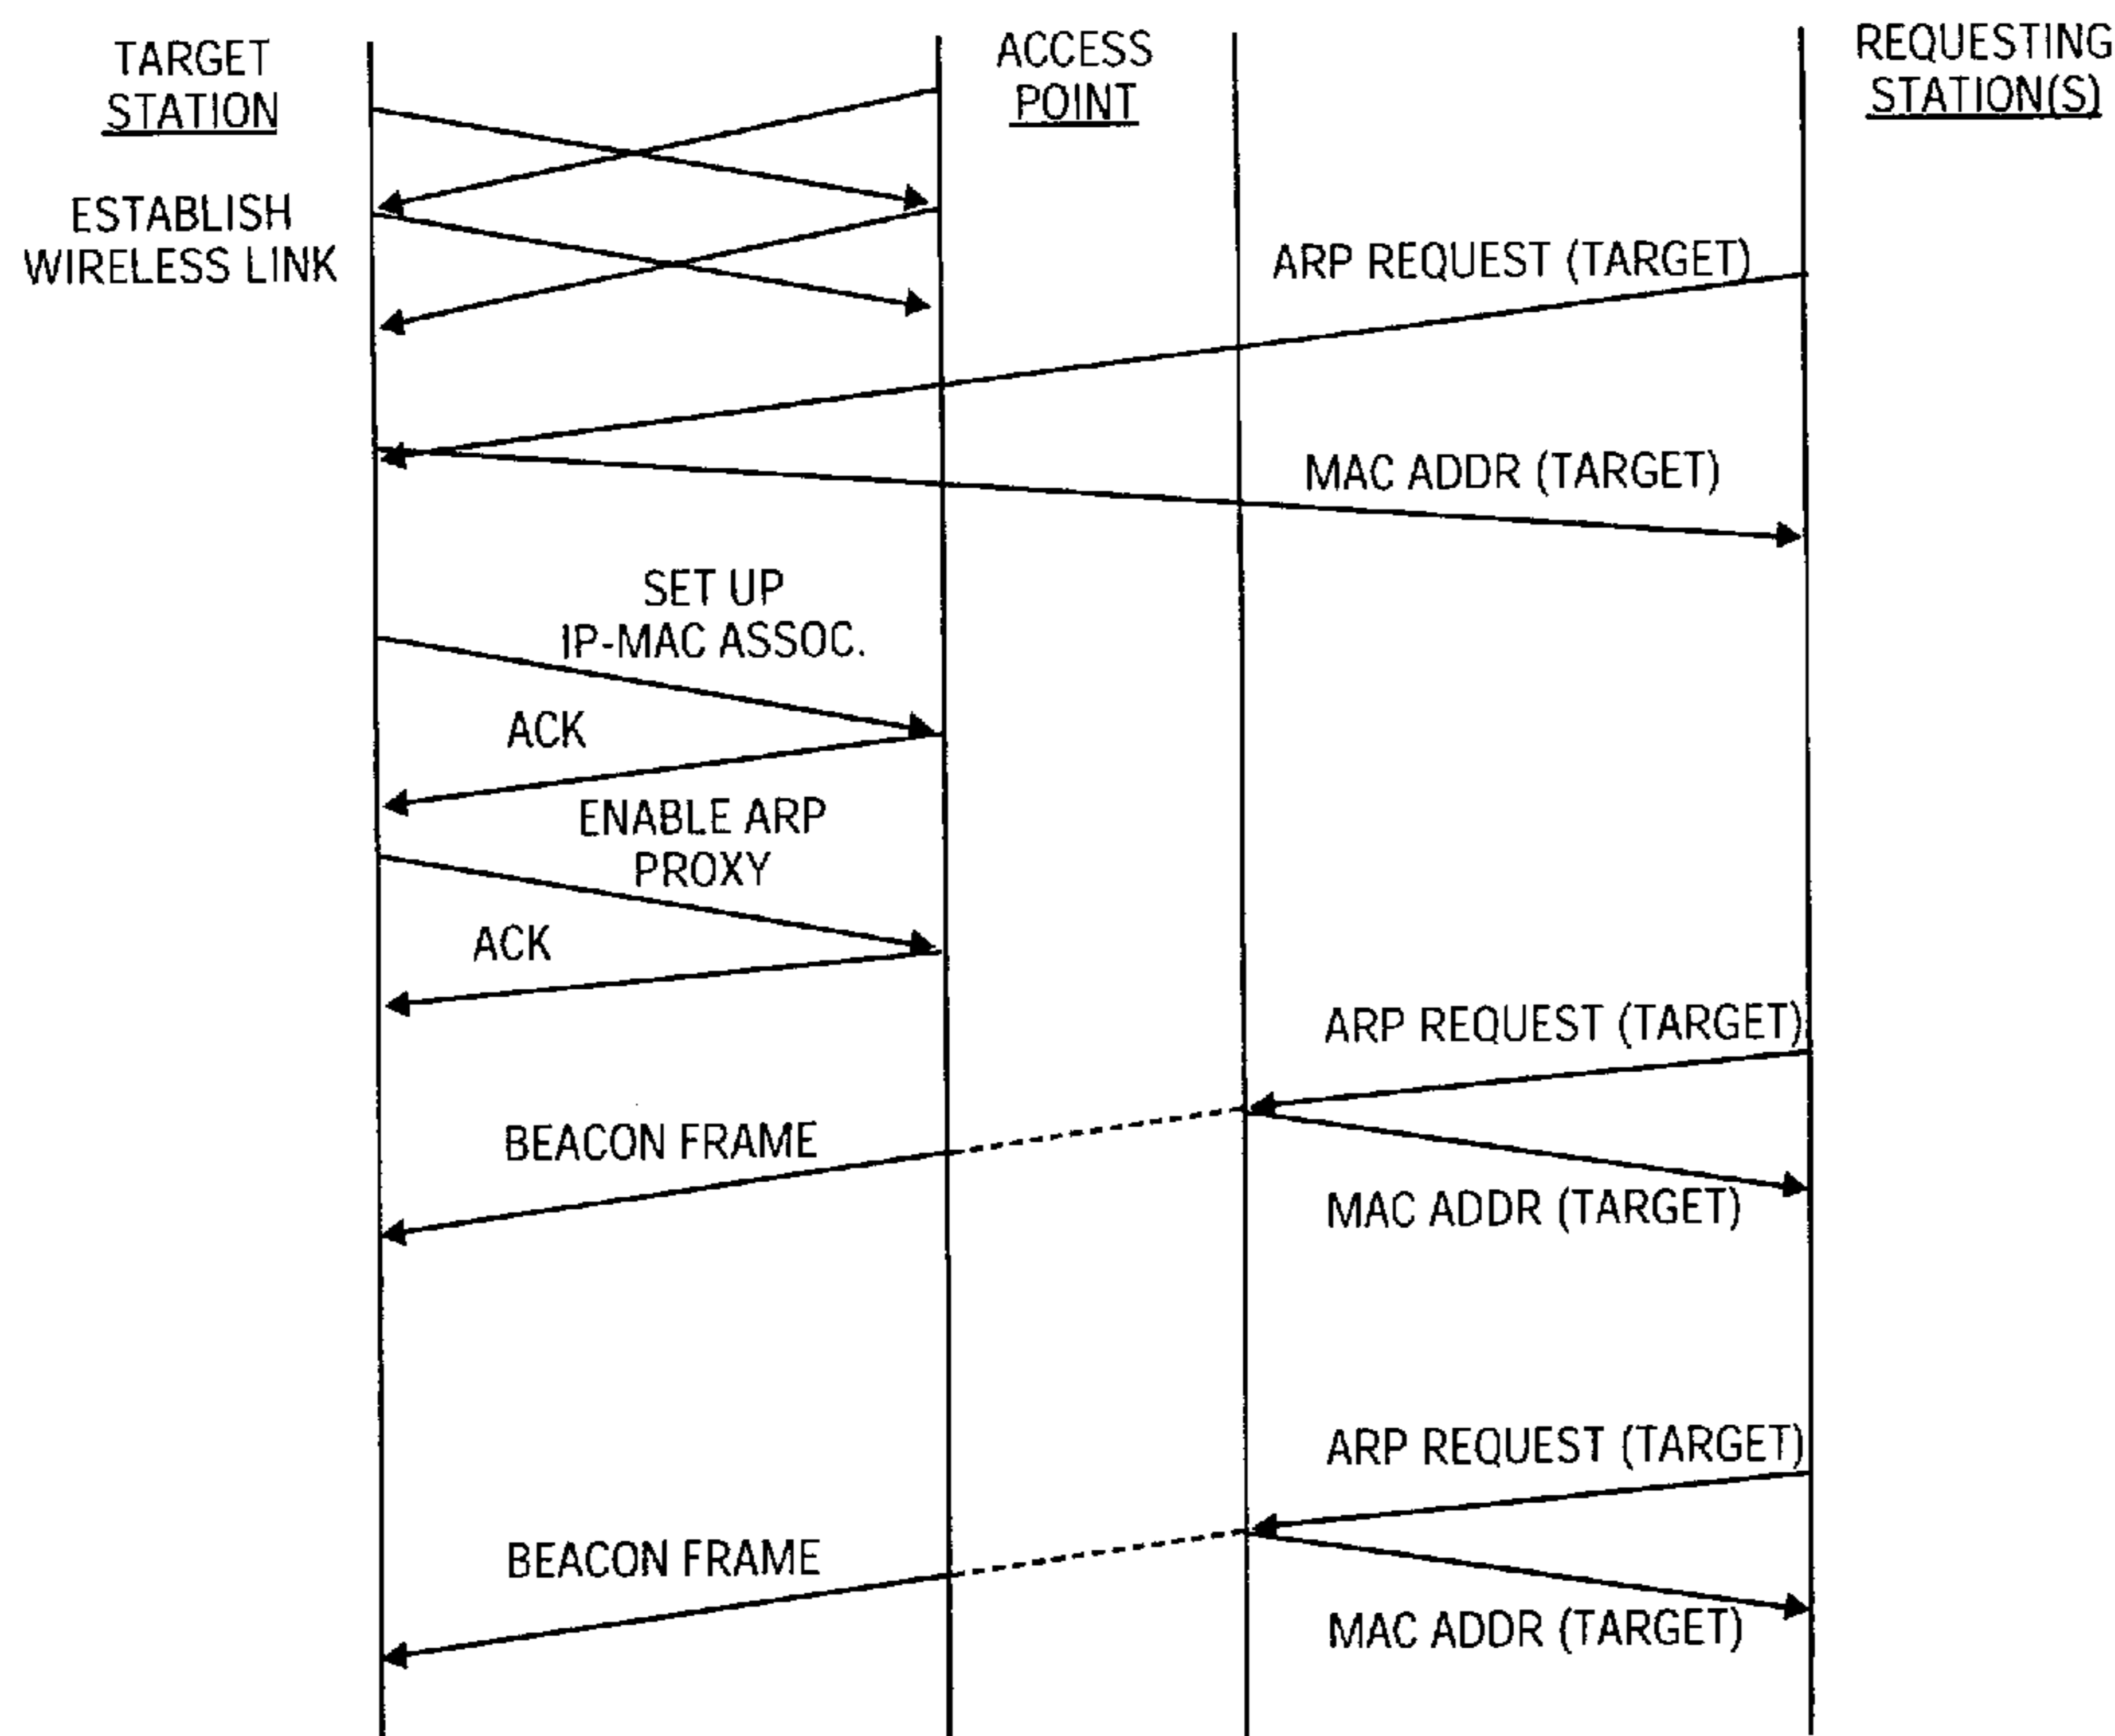 TARGET
STATION
ACCESS
POINT
REQUESTING
STATION(S)
ESTABLISH
WIRELESS LINK
ARP REQUEST (TARGET)
MAC ADDR (TARGET)
SET UP
IP-MAC ASSOC.
ACK
ENABLE ARP
PROXY
ACK
ARP REQUEST (TARGET)
BEACON FRAME
MAC ADDR (TARGET)
ARP REQUEST (TARGET)
BEACON FRAME
MAC ADDR (TARGET)